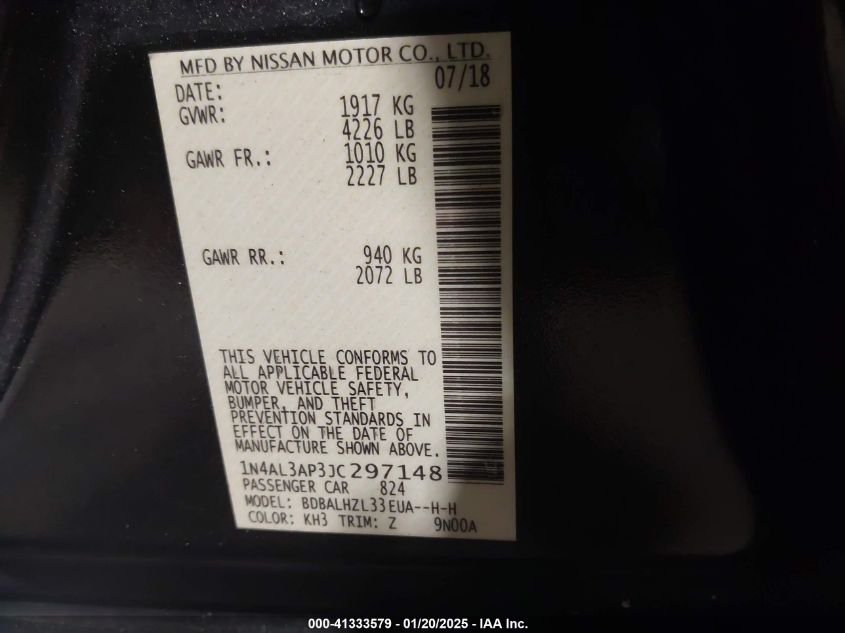 MFD BY NISSAN MOTOR CO., LTD.
DATE: 07/18
GVWR: 1917 KG
4226 LB
GAWR FR.: 1010 KG
2227 LB
GAWR RR.: 940 KG
2072 LB
THIS VEHICLE CONFORMS TO
ALL APPLICABLE FEDERAL
MOTOR VEHICLE SAFETY,
BUMPER, AND THEFT
PREVENTION STANDARDS IN
EFFECT ON THE DATE OF
MANUFACTURE SHOWN ABOVE.
1N4AL3AP3JC297148
PASSENGER CAR 824
MODEL: BDBALHZL33EUA--H-H
COLOR: KH3 TRIM: Z 9N00A
000-41333579 / 01/20/2025 - IAA Inc.